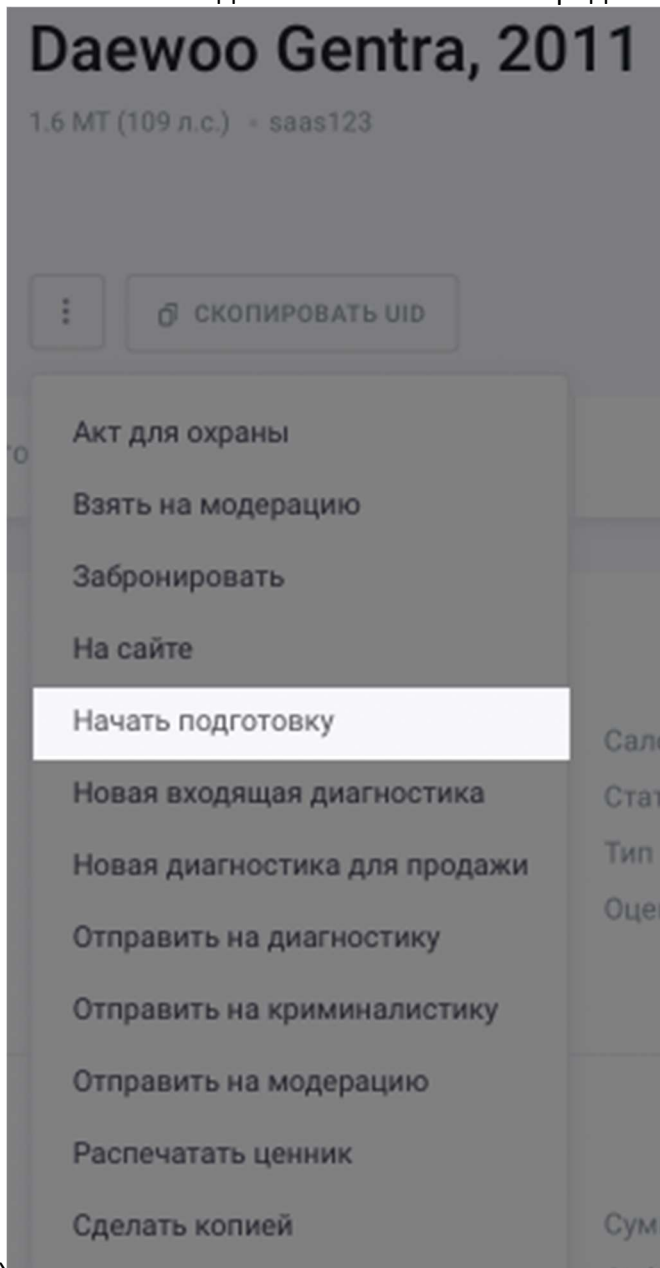 Daewoo Gentra, 2011
1.6 MT (109 л.с.) • saas123
СКОПИРОВАТЬ UID
Акт для охраны
Взять на модерацию
Забронировать
На сайте
Начать подготовку
Новая входящая диагностика
Новая диагностика для продажи
Отправить на диагностику
Отправить на криминалистику
Отправить на модерацию
Распечатать ценник
Сделать копией
Тип